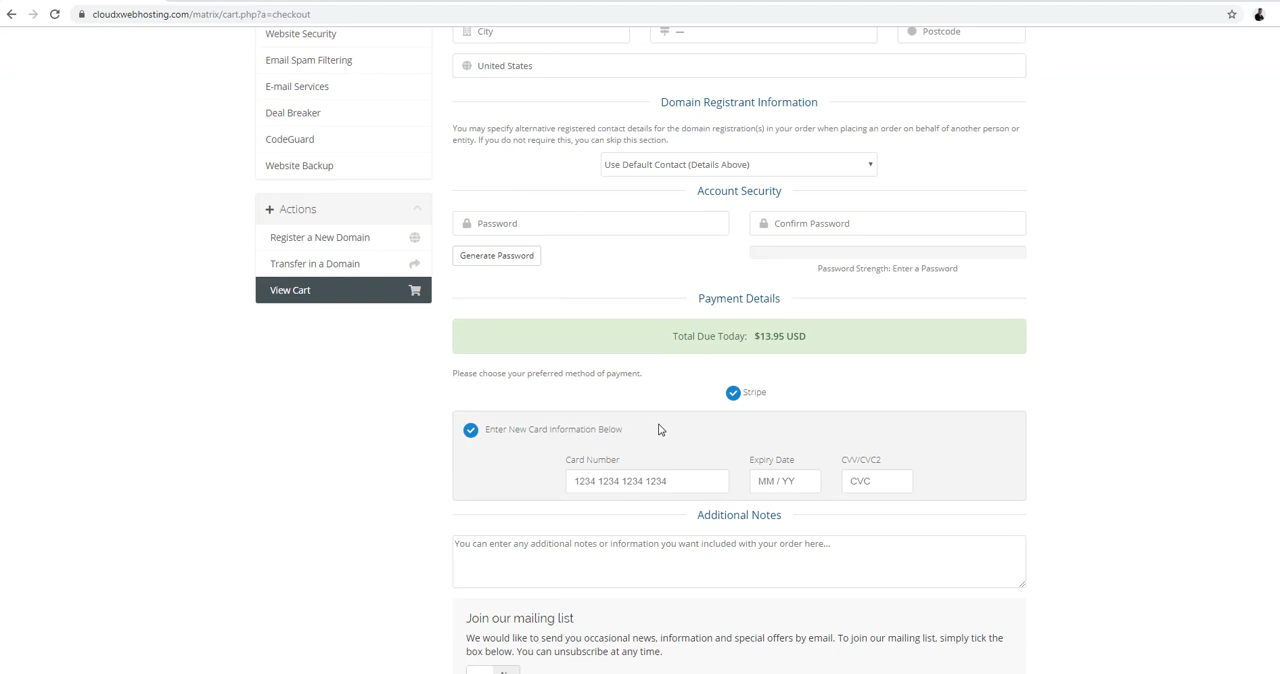 cloudxwebhosting.com/matrix/cart.php?a=checkout
Website Security
Email Spam Filtering
E-mail Services
Deal Breaker
CodeGuard
Website Backup
Actions
Register a New Domain
Transfer in a Domain
View Cart
City
—
Postcode
United States
Domain Registrant Information
You may specify alternative registered contact details for the domain registration(s) in your order when placing an order on behalf of another person or
entity. If you do not require this, you can skip this section.
Use Default Contact (Details Above)
Account Security
Password
Confirm Password
Generate Password
Password Strength: Enter a Password
Payment Details
Total Due Today: $13.95 USD
Please choose your preferred method of payment.
Stripe
Enter New Card Information Below
Card Number
Expiry Date
CVV/CVC2
1234 1234 1234 1234
MM / YY
CVC
Additional Notes
You can enter any additional notes or information you want included with your order here...
Join our mailing list
We would like to send you occasional news, information and special offers by email. To join our mailing list, simply tick the
box below. You can unsubscribe at any time.